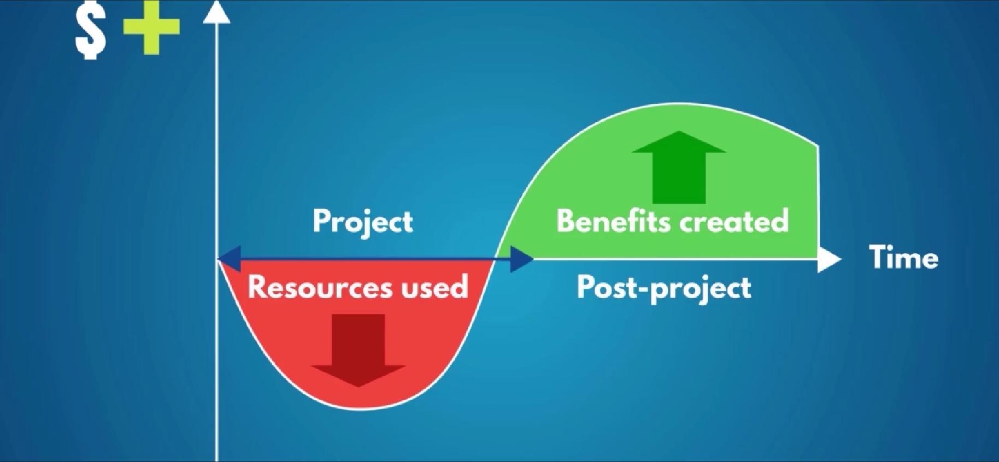 $ +
Project
Benefits created
Time
Resources used
Post-project